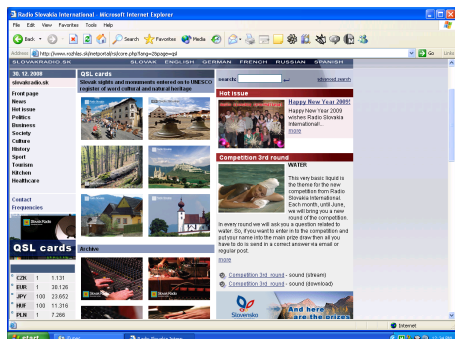 Radio Slovakia International - Microsoft Internet Explorer
File Edit View Favorites Tools Help
Back Search Favorites Media
Address http://www.rozhlas.sk/inetportal/rsi/core.php?lang=2&page=qsl Go Links
SLOVAKRADIO SK SLOVAK ENGLISH GERMAN FRENCH RUSSIAN SPANISH
30. 12. 2008
slovakradio.sk
Front page
News
Hot issue
Politics
Business
Society
Culture
History
Sport
Tourism
Kitchen
Healthcare
Contact
Frequencies
Slovak Radio
QSL cards
CZK 1 1.131
EUR 1 30.126
JPY 100 23.652
HUF 100 11.316
PLN 1 7.266
QSL cards
Slovak sights and monuments entered on to UNESCO
register of word cultural and natural heritage
Archive
search: advanced search
Hot issue
Happy New Year 2009!
Happy New Year 2009
wishes Radio Slovakia
International...
more
Competition 3rd round
WATER
This very basic liquid is
the theme for the new
competition from Radio
Slovakia International.
Each month, until June,
we will bring you a new
round of the competition.
In every round we will ask you a question related to
water. So, if you want to enter in to the competition and
put your name into the main prize draw then all you
have to do is send in a correct answer via email or
regular post.
more
Competition 3rd round - sound (stream)
Competition 3rd round - sound (download)
Slovensko
And here
are the prizes
Internet
start